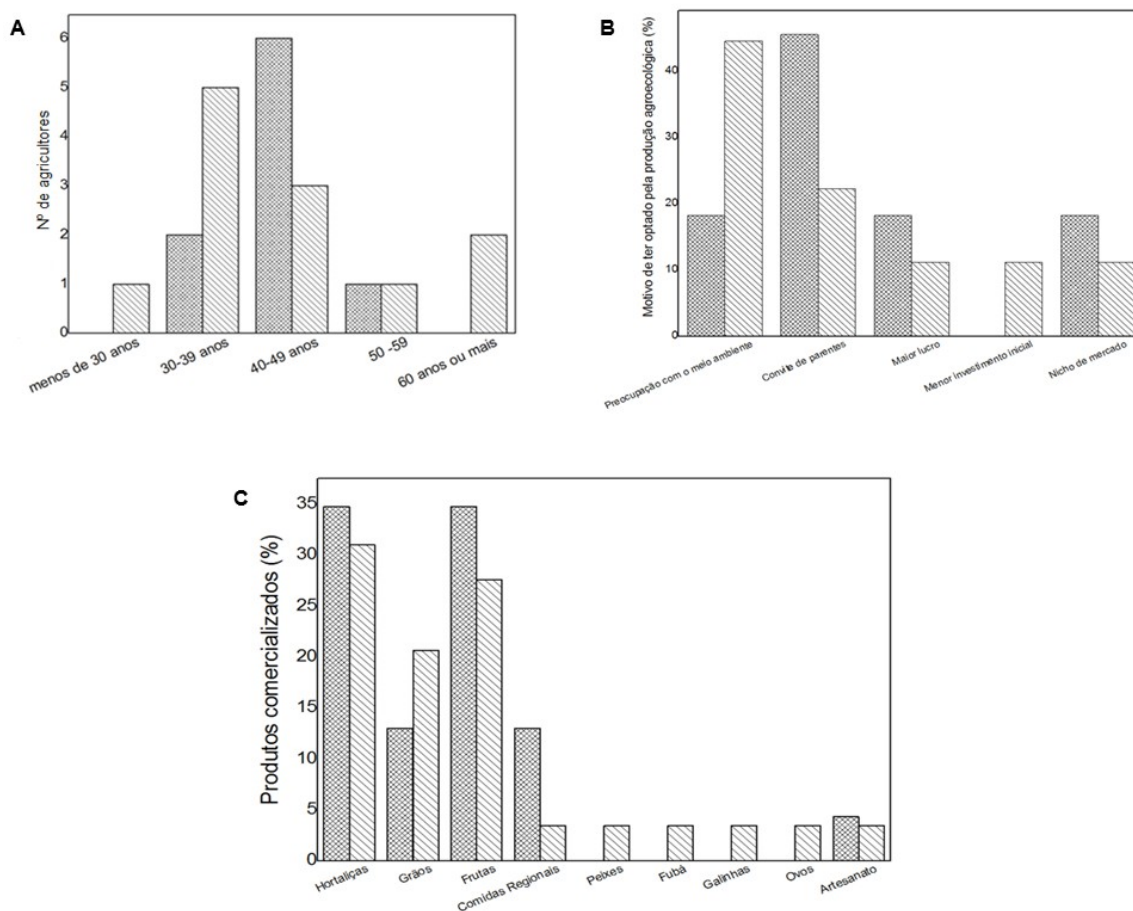 A
Nº de agricultores
6
5
4
3
2
1
0
menos de 30 anos
30-39 anos
40-49 anos
50 -59
60 anos ou mais
B
Motivo de ter optado pela produção agroecológica (%)
40
30
20
10
0
Preocupação com o meio ambiente
Convite de parentes
Maior lucro
Menor investimento inicial
Nicho de mercado
C
Produtos comercializados (%)
35
30
25
20
15
10
5
0
Hortaliças
Grãos
Frutas
Comidas Regionais
Peixes
Fubá
Galinhas
Ovos
Artesanato